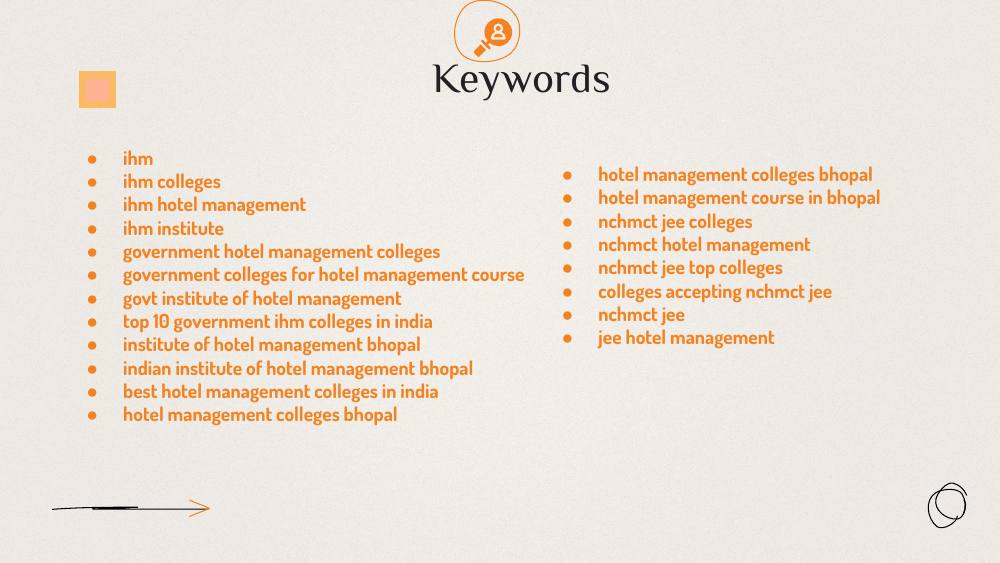 Keywords
● ihm
● ihm colleges
● ihm hotel management
● ihm institute
● government hotel management colleges
● government colleges for hotel management course
● govt institute of hotel management
● top 10 government ihm colleges in india
● institute of hotel management bhopal
● indian institute of hotel management bhopal
● best hotel management colleges in india
● hotel management colleges bhopal
● hotel management colleges bhopal
● hotel management course in bhopal
● nchmct jee colleges
● nchmct hotel management
● nchmct jee top colleges
● colleges accepting nchmct jee
● nchmct jee
● jee hotel management